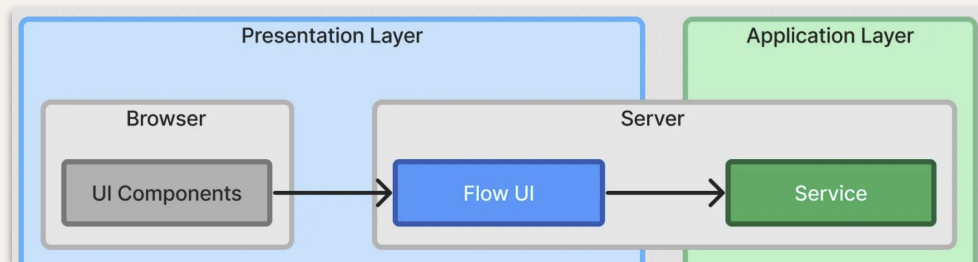 Presentation Layer
Application Layer
Browser
Server
UI Components
Flow UI
Service